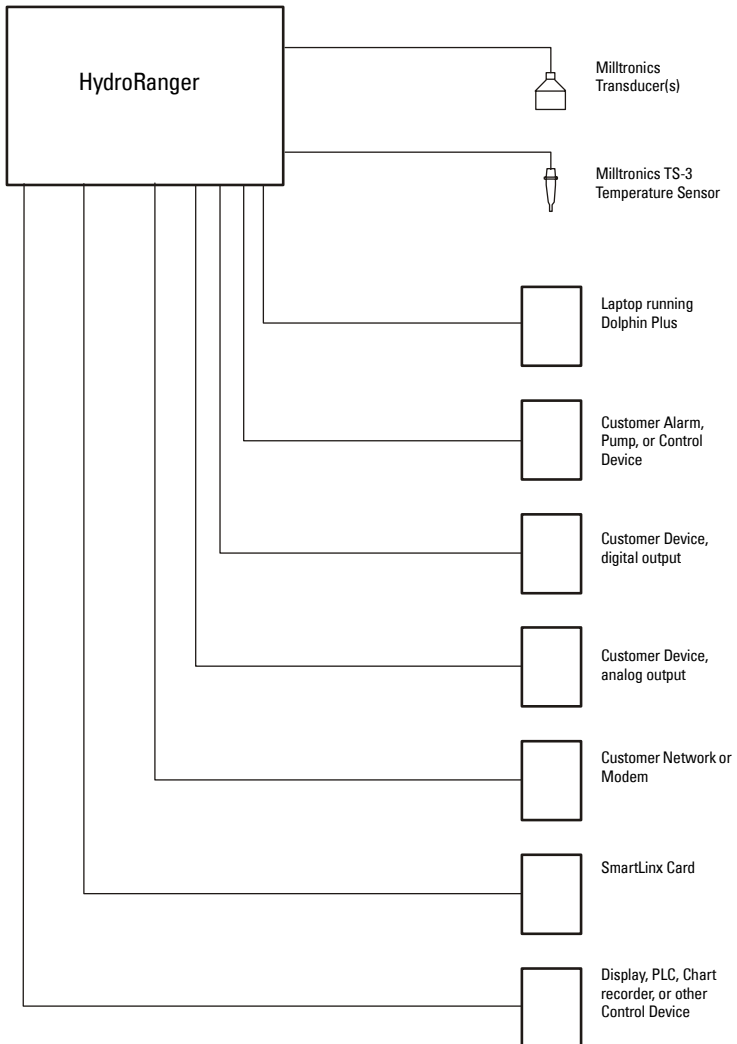 HydroRanger
Milltronics
Transducer(s)
Milltronics TS-3
Temperature Sensor
Laptop running
Dolphin Plus
Customer Alarm,
Pump, or Control
Device
Customer Device,
digital output
Customer Device,
analog output
Customer Network or
Modem
SmartLinx Card
Display, PLC, Chart
recorder, or other
Control Device